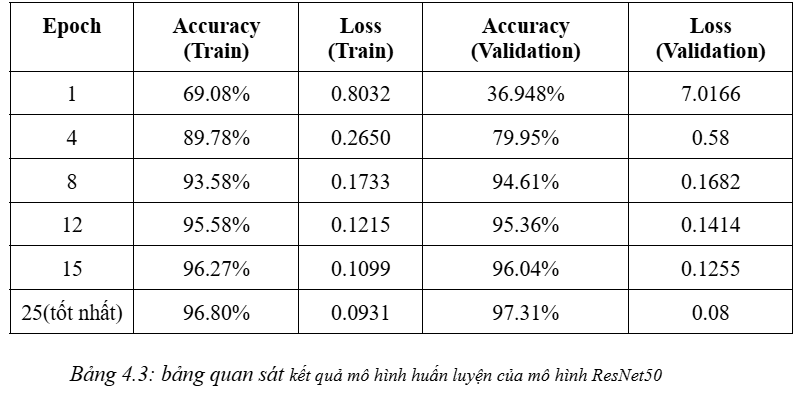 Epoch Accuracy (Train) Loss (Train) Accuracy (Validation) Loss (Validation)
1 69.08% 0.8032 36.948% 7.0166
4 89.78% 0.2650 79.95% 0.58
8 93.58% 0.1733 94.61% 0.1682
12 95.58% 0.1215 95.36% 0.1414
15 96.27% 0.1099 96.04% 0.1255
25(tốt nhất) 96.80% 0.0931 97.31% 0.08
Bảng 4.3: bảng quan sát kết quả mô hình huấn luyện của mô hình ResNet50